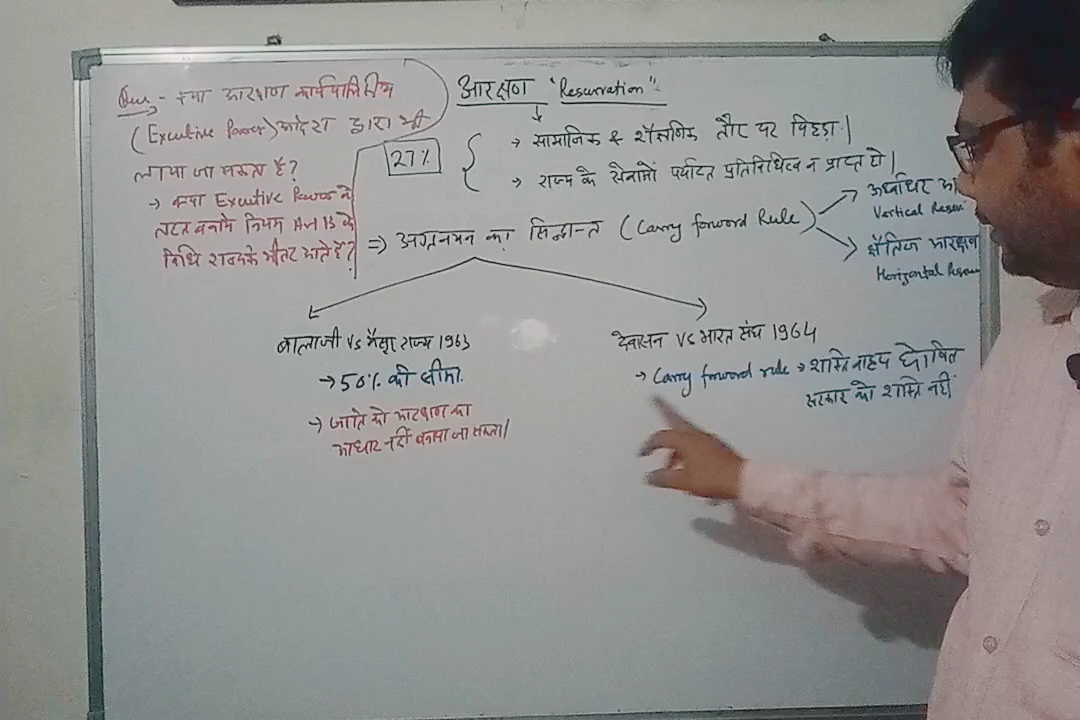 Que - क्या आरक्षण कार्यपालिकीय
(Executive Power) आदेश द्वारा भी
लाया जा सकता है?
→ क्या Executive Power के
तहत बनाये नियम Art 13 के
विधि शब्द के भीतर आते हैं?
आरक्षण "Reservation"
27%
→ सामाजिक & शैक्षणिक तौर पर पिछड़ा।
→ राज्य के सेवाओं पर्याप्त प्रतिनिधित्व न प्राप्त हो।
⇒ अग्रनयन का सिद्धान्त (Carry forward Rule)
Vertical
क्षैतिज आरक्षण
Horizontal
बालाजी Vs मैसूर राज्य 1963
→ 50% की सीमा.
→ जाति को आरक्षण का
आधार नहीं बनाया जा सकता।
देवासन Vs भारत संघ 1964
→ Carry forward rule → शक्ति बाह्य घोषित
सरकार को शक्ति नहीं